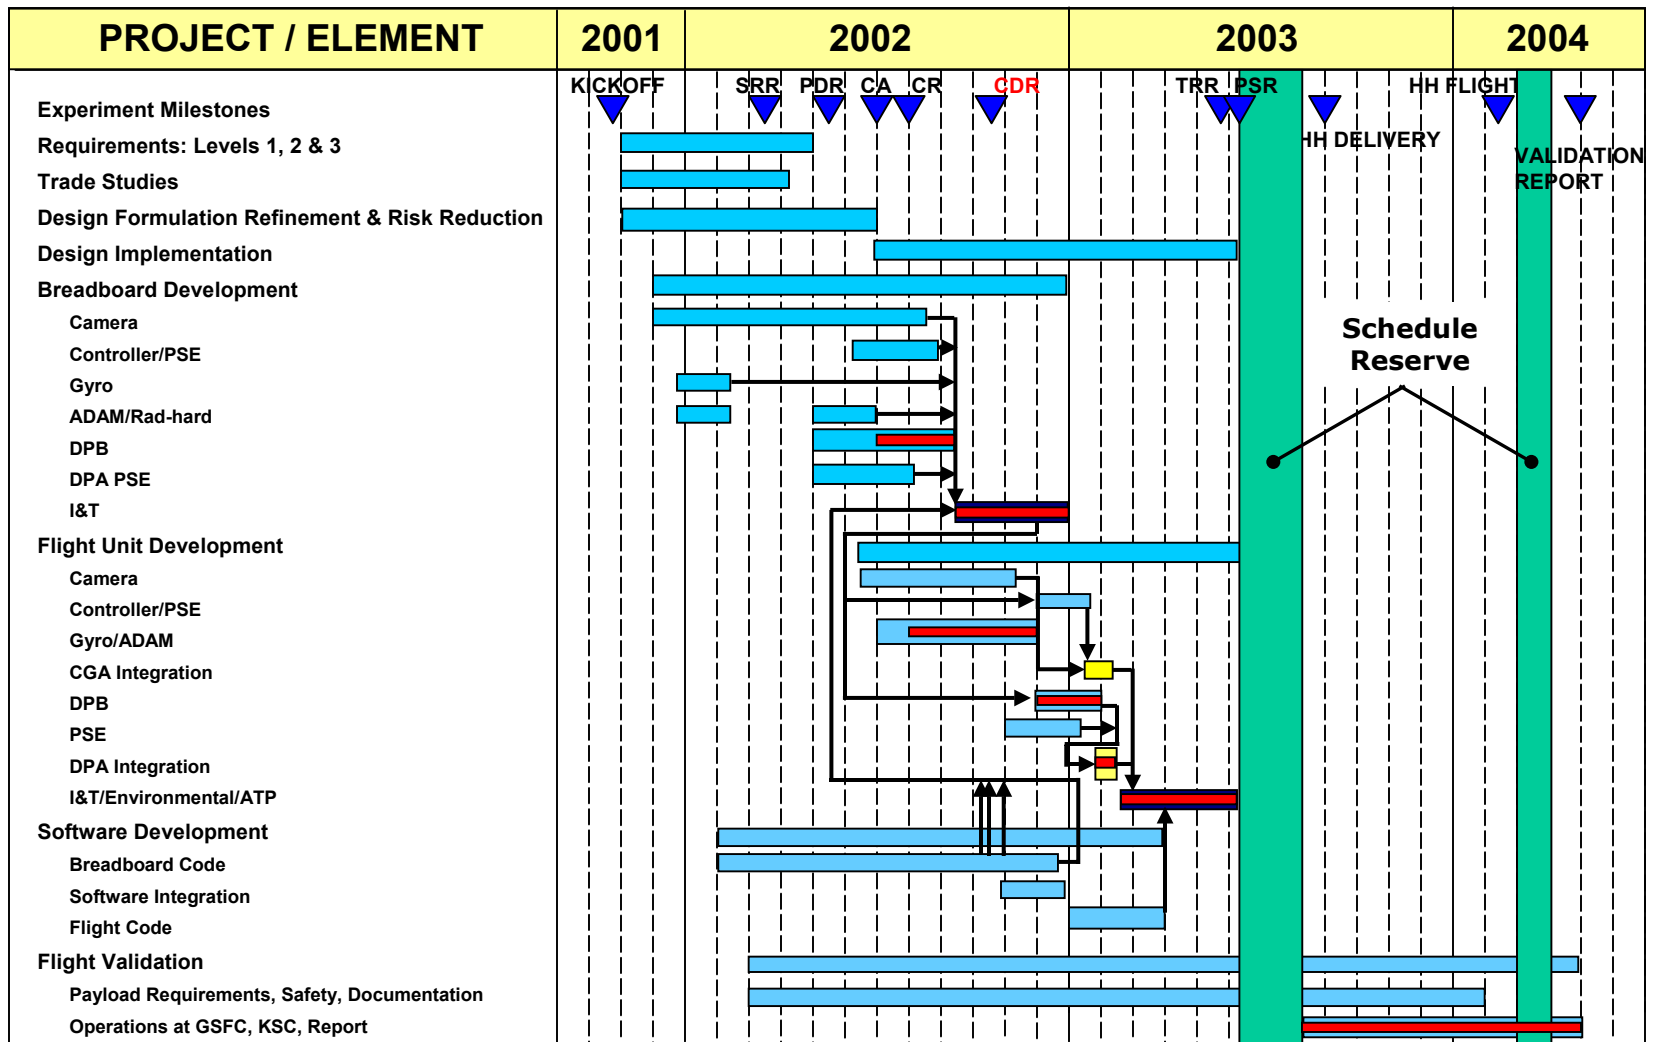 PROJECT / ELEMENT 2001 2002 2003 2004
KICKOFF SRR PDR CA CR CDR TRR PSR HH FLIGHT
Experiment Milestones
HH DELIVERY
Requirements: Levels 1, 2 & 3
VALIDATION
REPORT
Trade Studies
Design Formulation Refinement & Risk Reduction
Design Implementation
Breadboard Development
Camera
Schedule
Reserve
Controller/PSE
Gyro
ADAM/Rad-hard
DPB
DPA PSE
I&T
Flight Unit Development
Camera
Controller/PSE
Gyro/ADAM
CGA Integration
DPB
PSE
DPA Integration
I&T/Environmental/ATP
Software Development
Breadboard Code
Software Integration
Flight Code
Flight Validation
Payload Requirements, Safety, Documentation
Operations at GSFC, KSC, Report